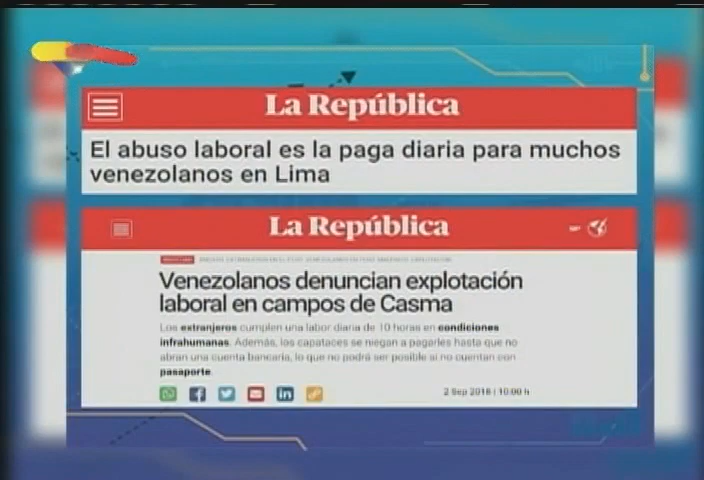 La República
El abuso laboral es la paga diaria para muchos
venezolanos en Lima
La República
Venezolanos denuncian explotación
laboral en campos de Casma
Los extranjeros cumplen una labor diaria de 10 horas en condiciones
infrahumanas. Además, los capataces se niegan a pagarles hasta que no
abran una cuenta bancaria, lo que no podrá ser posible si no cuentan con
pasaporte.
2 Sep 2018 | 10:00 h